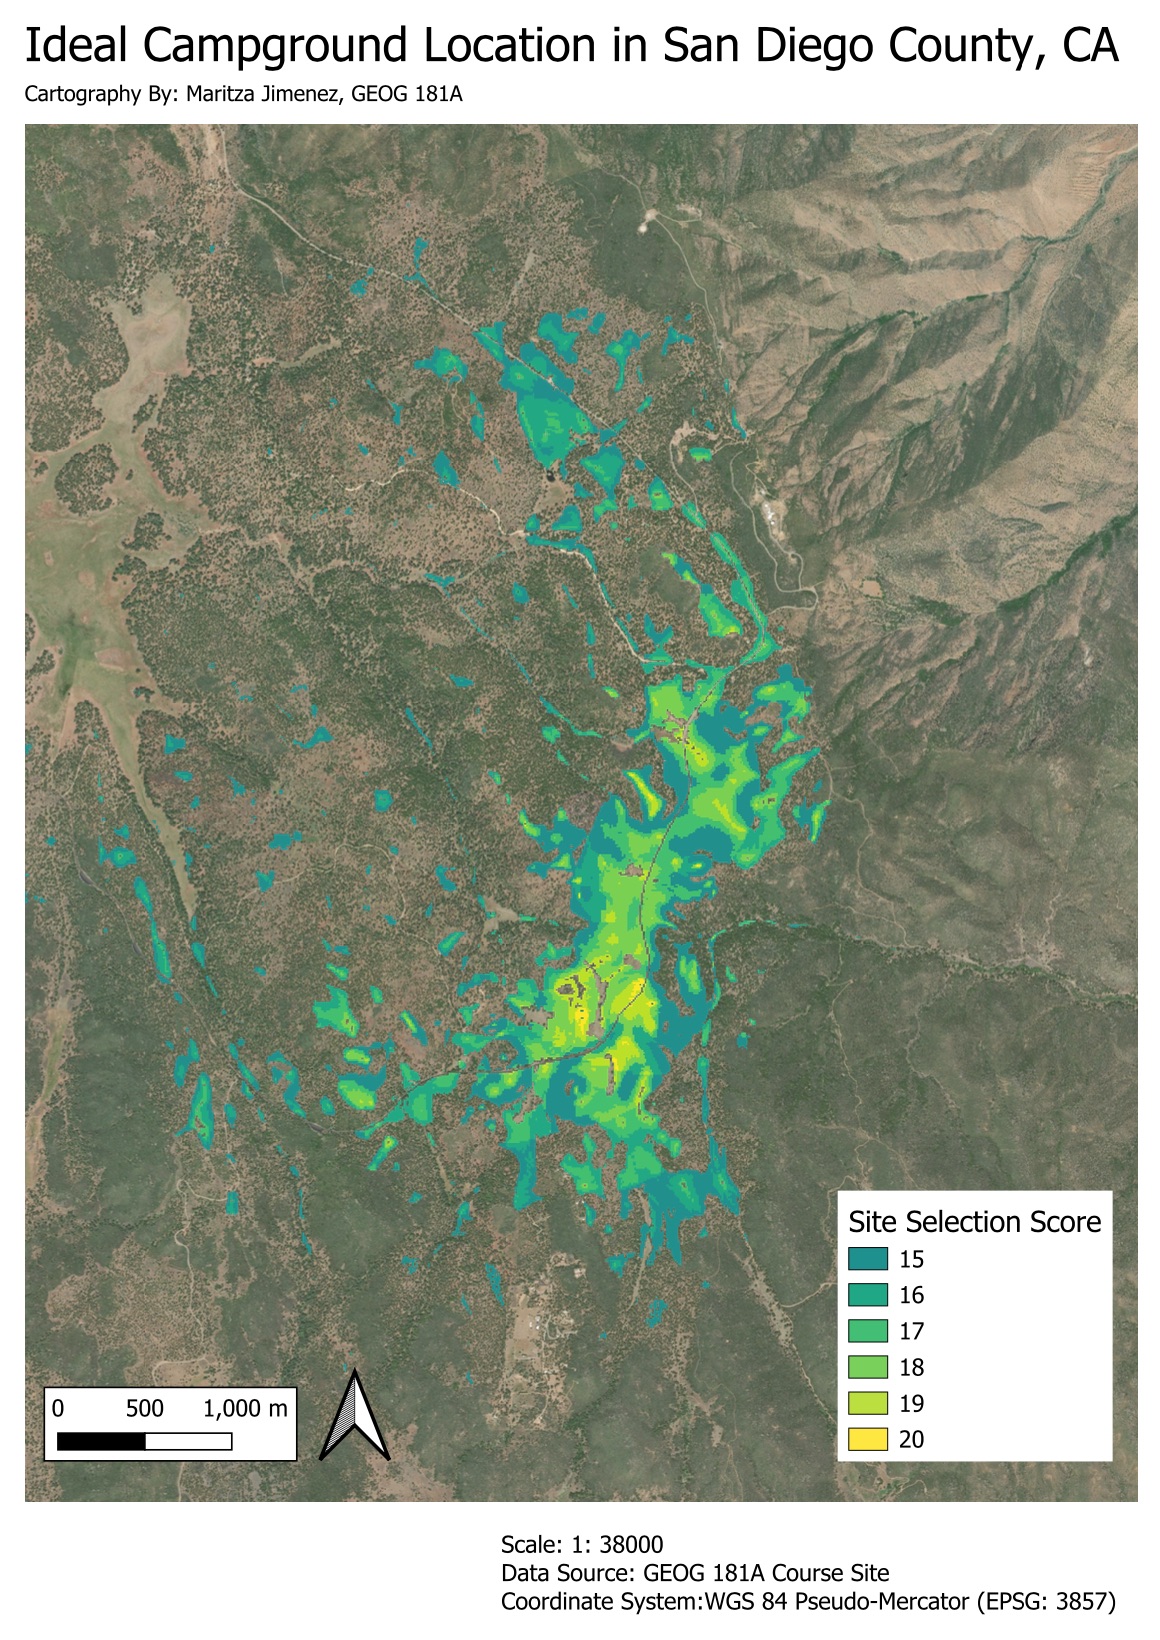 Ideal Campground Location in San Diego County, CA
Cartography By: Maritza Jimenez, GEOG 181A
Site Selection Score
15
16
17
18
19
20
0 500 1,000 m
Scale: 1: 38000
Data Source: GEOG 181A Course Site
Coordinate System:WGS 84 Pseudo-Mercator (EPSG: 3857)